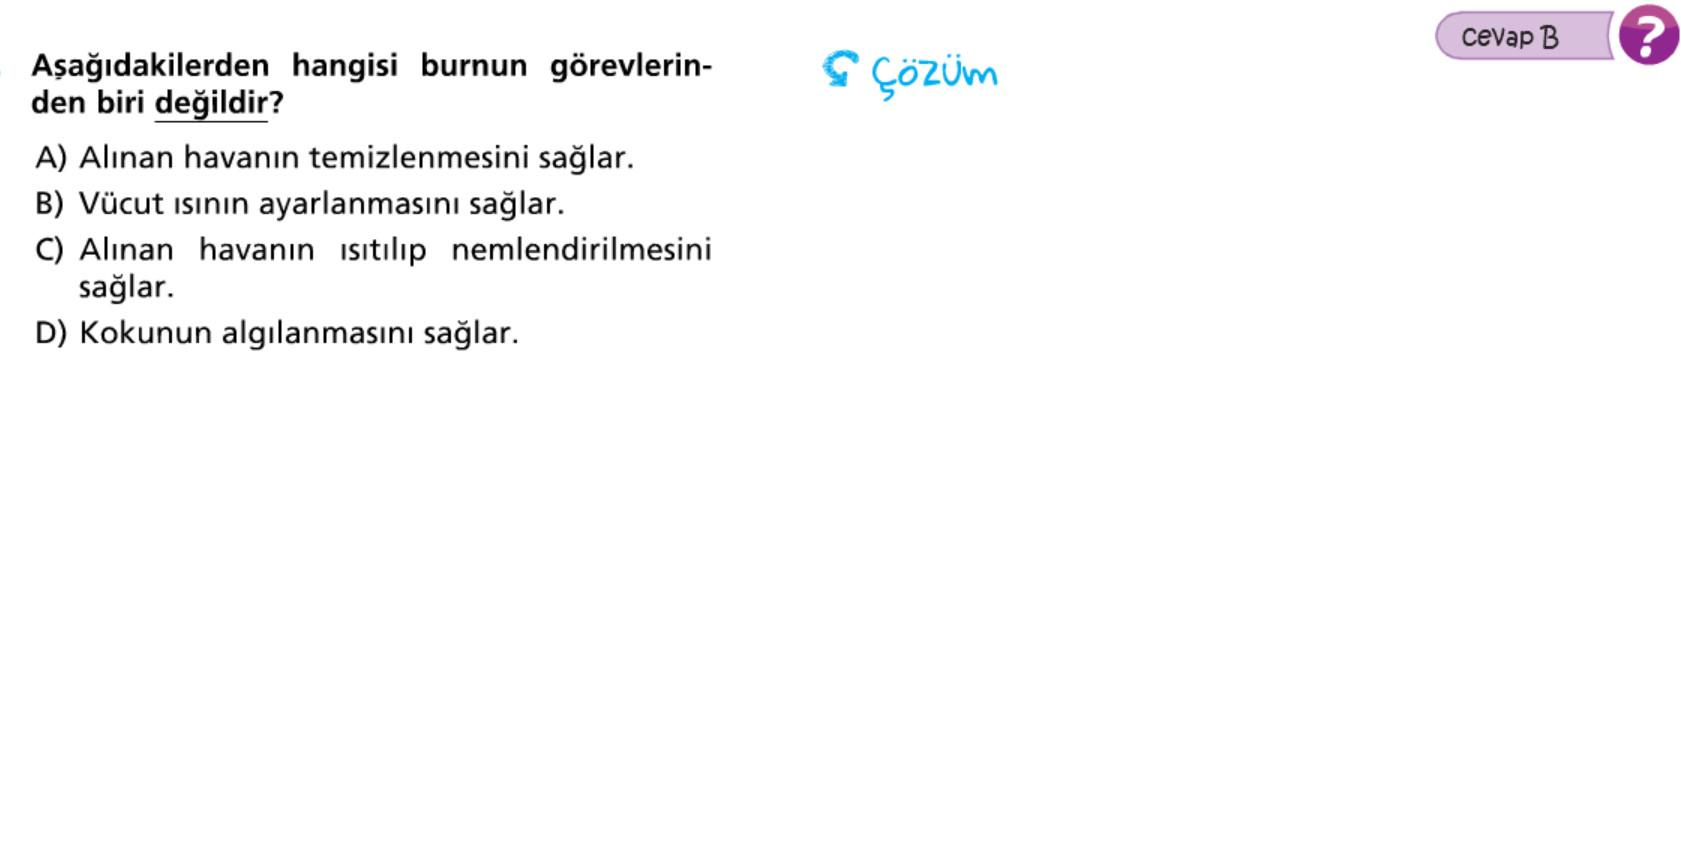 Aşağıdakilerden hangisi burnun görevlerin-
den biri değildir?
A) Alınan havanın temizlenmesini sağlar.
B) Vücut ısının ayarlanmasını sağlar.
C) Alınan havanın ısıtılıp nemlendirilmesini
sağlar.
D) Kokunun algılanmasını sağlar.
Çözüm
Cevap B
?